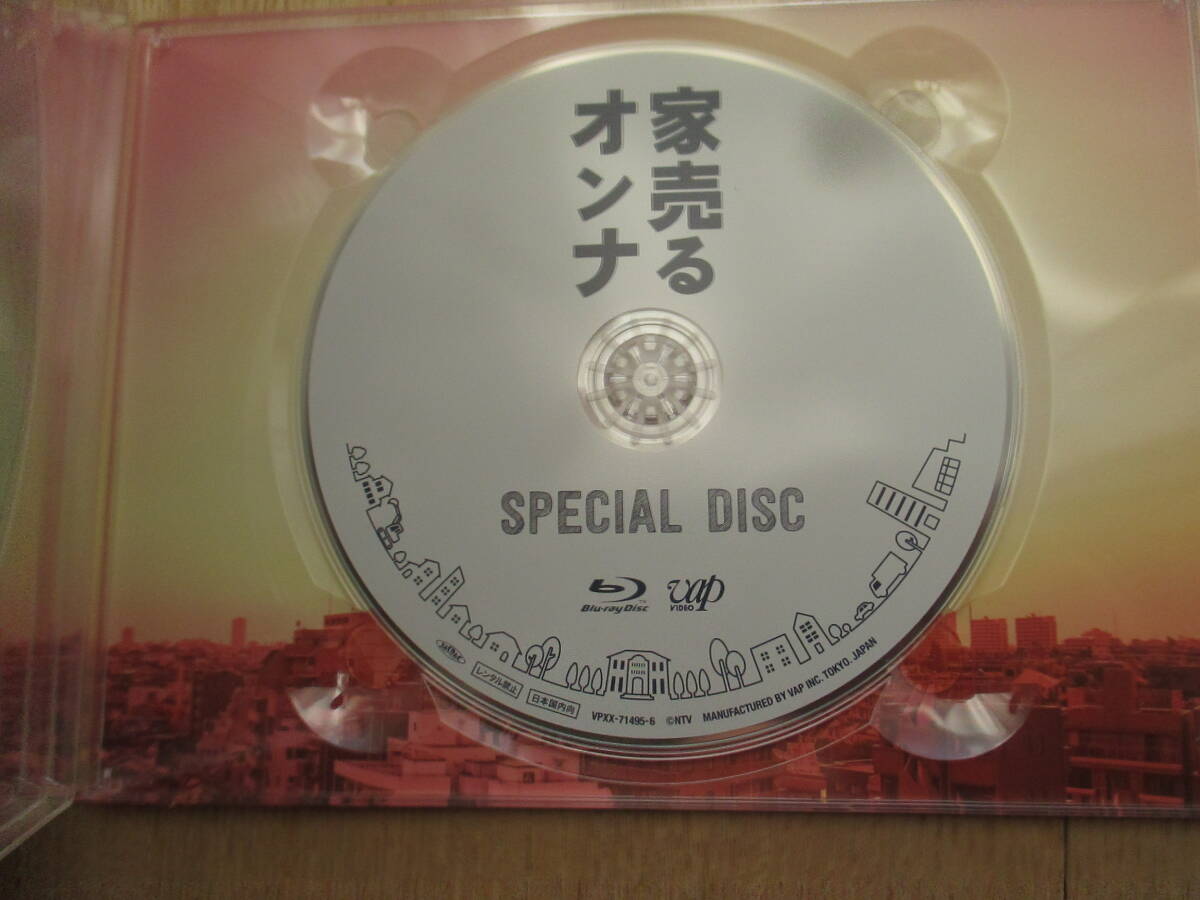 家売る
オンナ
SPECIAL DISC
Blu-ray Disc™ vap VIDEO
レンタル禁止
日本国内向
VPXX-71495-6 ©NTV MANUFACTURED BY VAP INC. TOKYO. JAPAN